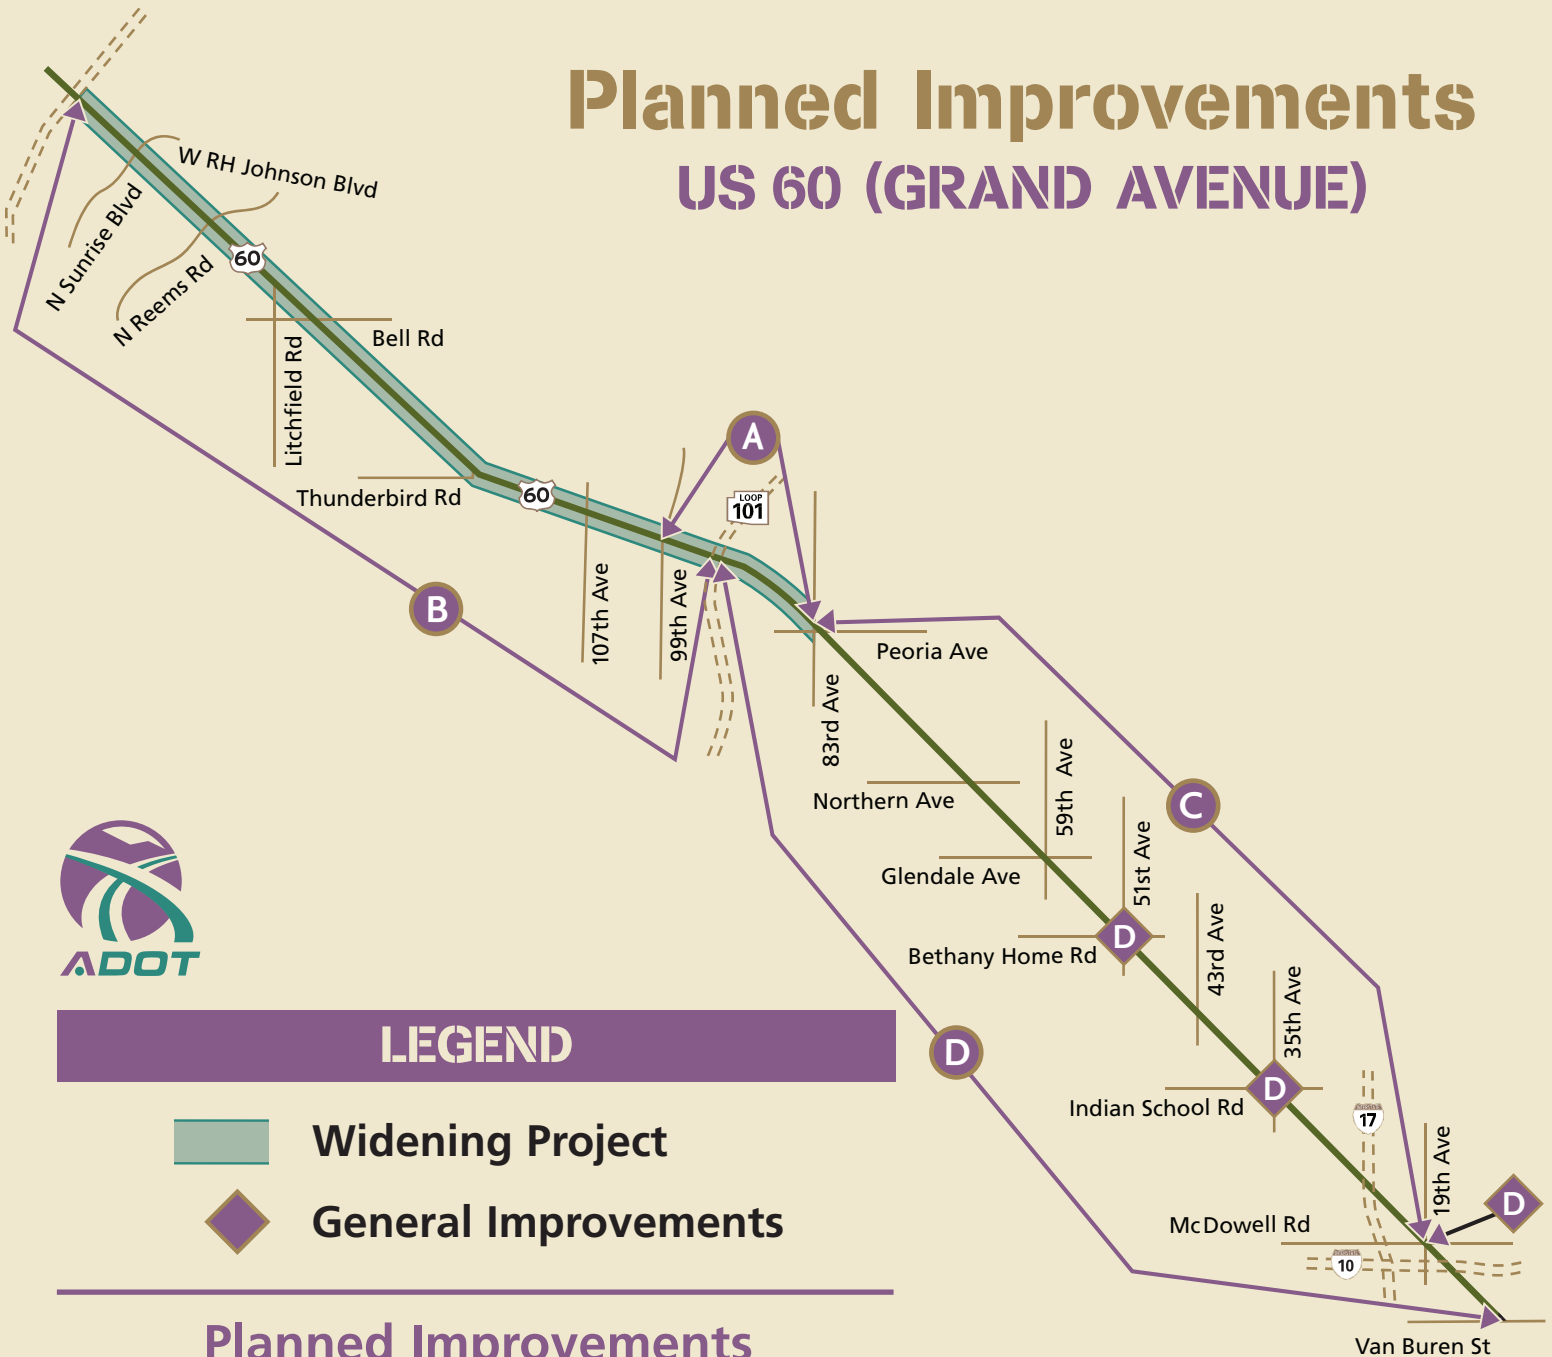 Planned Improvements
US 60 (GRAND AVENUE)
W RH Johnson Blvd
N Sunrise Blvd
60
N Reems Rd
Bell Rd
Litchfield Rd
A
Thunderbird Rd
60
LOOP
101
107th Ave
99th Ave
B
Peoria Ave
83rd Ave
59th Ave
Northern Ave
C
51st Ave
Glendale Ave
43rd Ave
D
Bethany Home Rd
ADOT
35th Ave
LEGEND
D
D
Indian School Rd
17
Widening Project
19th Ave
D
General Improvements
McDowell Rd
10
Planned Improvements
Van Buren St